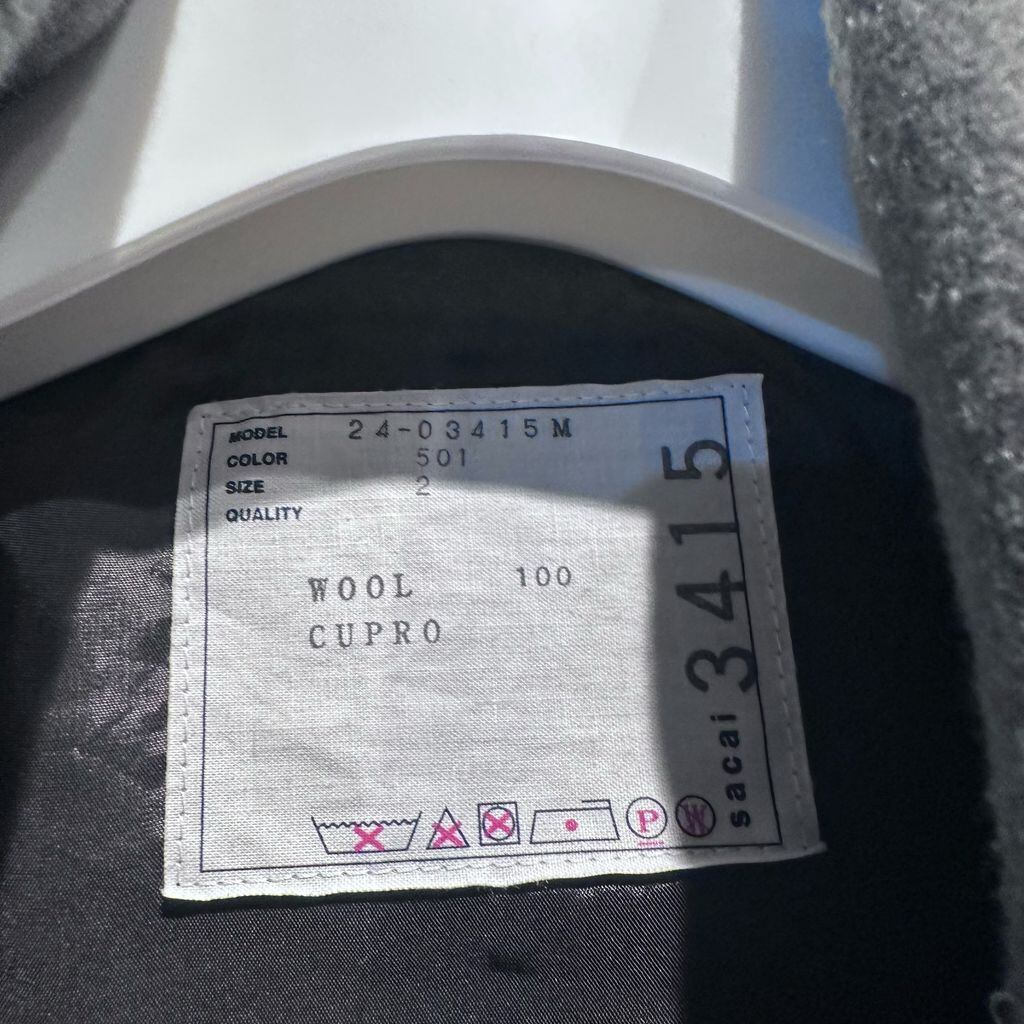 MODEL 24-03415M
COLOR 501
SIZE 2
QUALITY
WOOL 100
CUPRO
P
W
sacai 3415